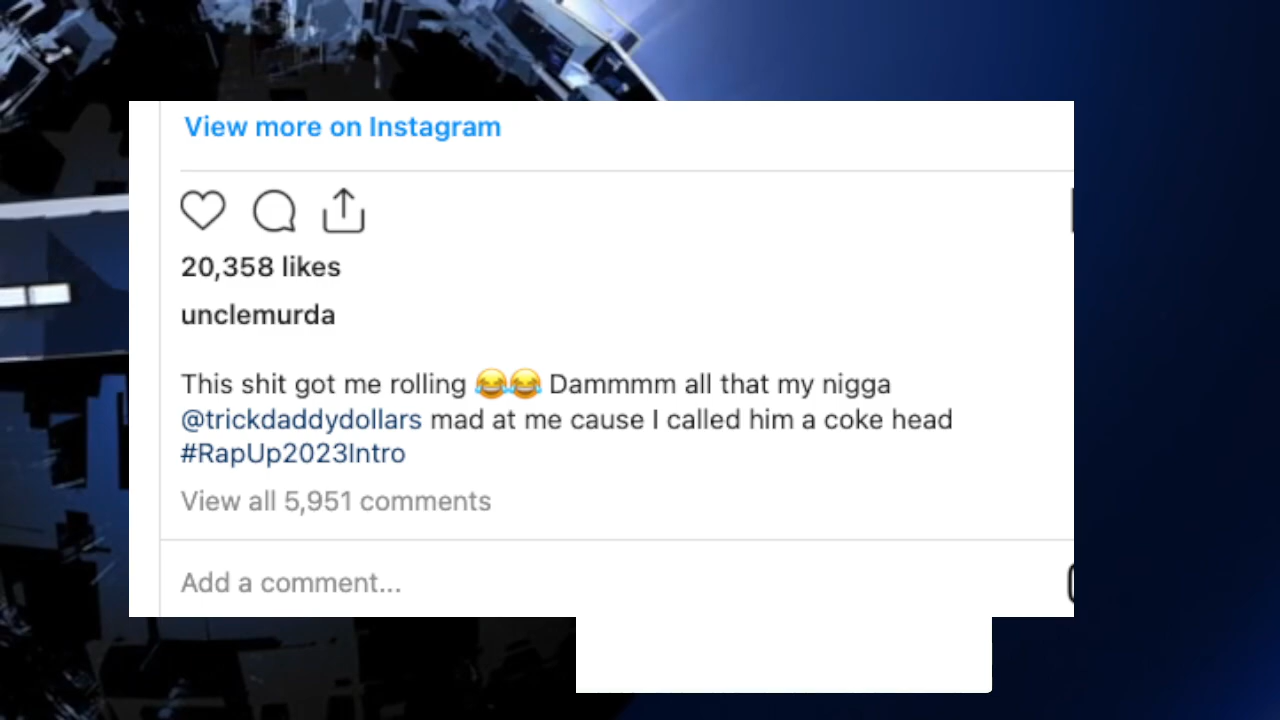 View more on Instagram
20,358 likes
unclemurda
This shit got me rolling 😂😂 Dammmm all that my nigga
@trickdaddydollars mad at me cause I called him a coke head
#RapUp2023Intro
View all 5,951 comments
Add a comment...